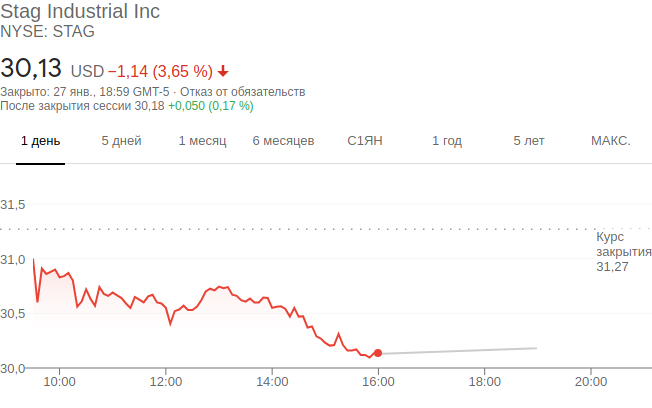 Stag Industrial Inc
NYSE: STAG
30,13 USD −1,14 (3,65 %)
Закрыто: 27 янв., 18:59 GMT-5 · Отказ от обязательств
После закрытия сессии 30,18 +0,050 (0,17 %)
1 день 5 дней 1 месяц 6 месяцев С1ЯН 1 год 5 лет МАКС.
31,5
Курс
закрытия
31,27
31,0
30,5
30,0
10:00 12:00 14:00 16:00 18:00 20:00